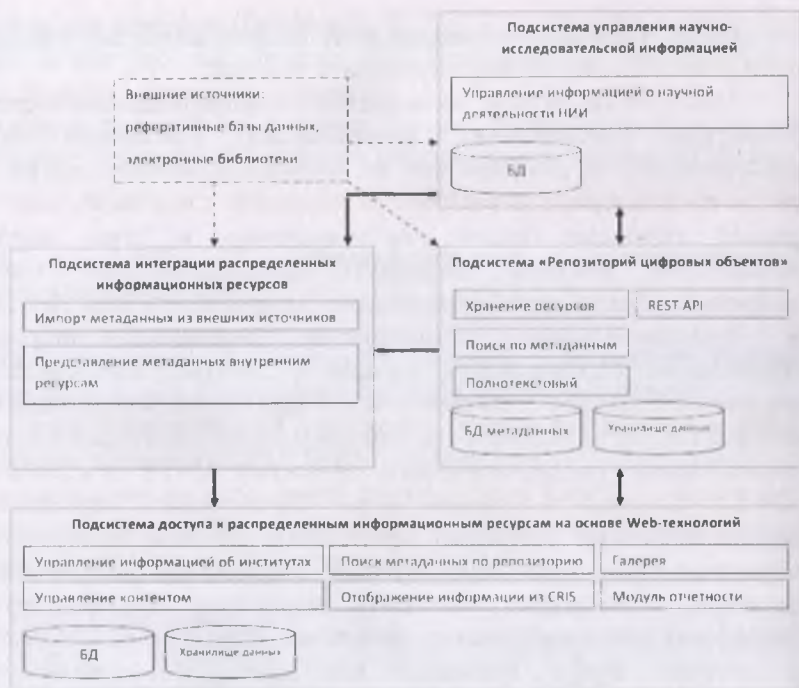 Подсистема управления научно-
исследовательской информацией
Внешние источники:
реферативные базы данных,
электронные библиотеки
Управление информацией о научной
деятельности НИИ
БД
Подсистема интеграции распределенных
информационных ресурсов
Импорт метаданных из внешних источников
Представление метаданных внутренним
ресурсам
Подсистема «Репозиторий цифровых объектов»
Хранение ресурсов
REST API
Поиск по метаданным
Полнотекстовый
БД метаданных
Хранилище данных
Подсистема доступа к распределенным информационным ресурсам на основе Web-технологий
Управление информацией об институтах
Поиск метаданных по репозиторию
Галерея
Управление контентом
Отображение информации из CRIS
Модуль отчетности
БД
Хранилище данных